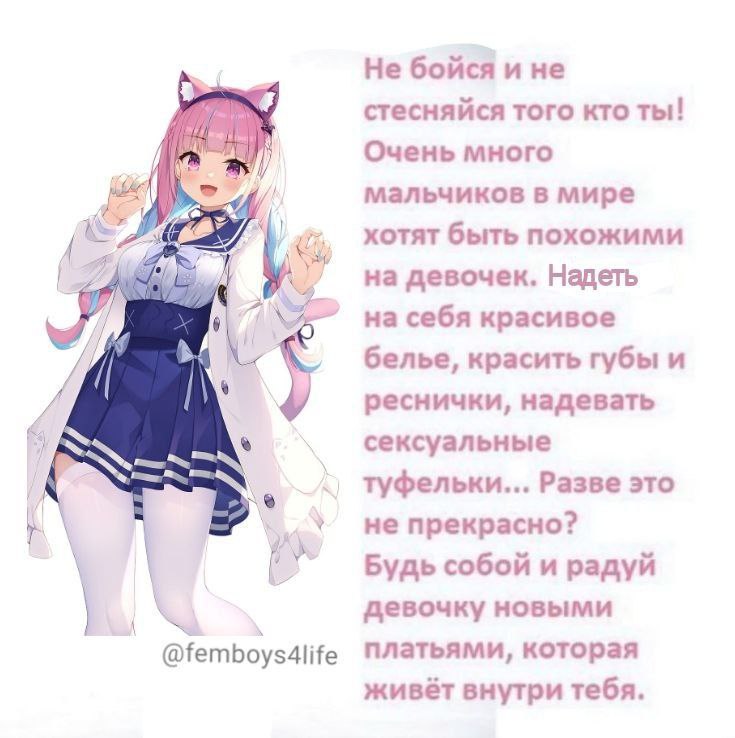 Не бойся и не
стесняйся того кто ты!
Очень много
мальчиков в мире
хотят быть похожими
на девочек. Надеть
на себя красивое
белье, красить губы и
реснички, надевать
сексуальные
туфельки... Разве это
не прекрасно?
Будь собой и радуй
девочку новыми
платьями, которая
живёт внутри тебя.
@femboys4life